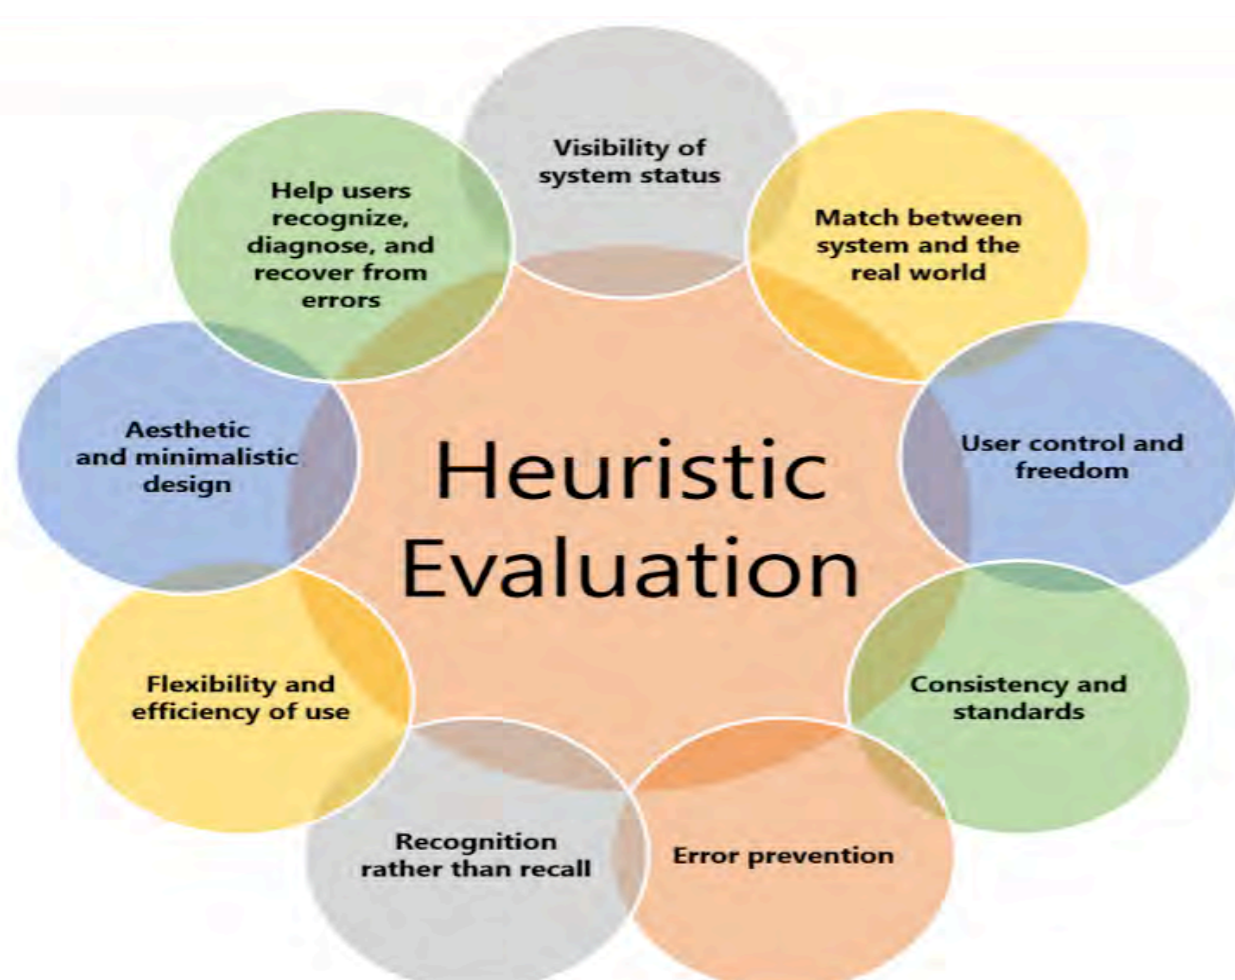 Visibility of
system status
Match between
system and the
real world
User control and
freedom
Consistency and
standards
Error prevention
Recognition
rather than recall
Flexibility and
efficiency of use
Aesthetic
and minimalistic
design
Help users
recognize,
diagnose, and
recover from
errors
Heuristic
Evaluation